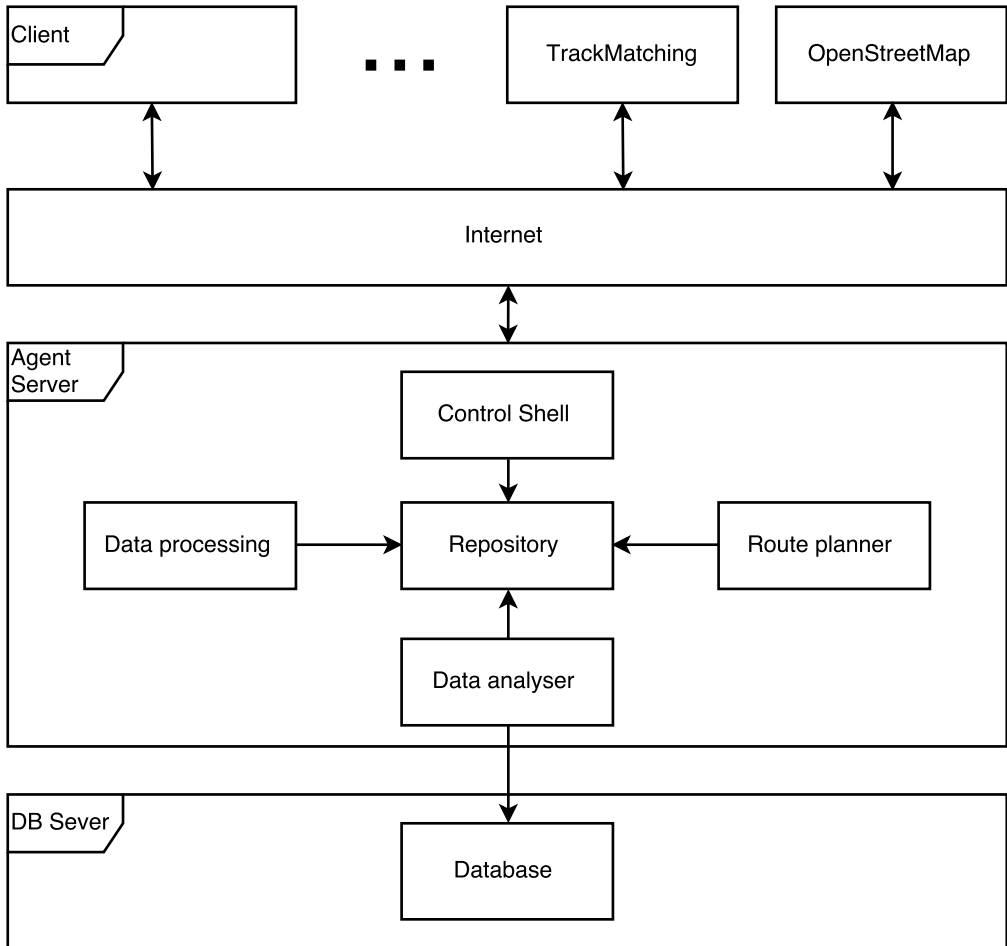 Client
TrackMatching
OpenStreetMap
Internet
Agent
Server
Control Shell
Data processing
Repository
Route planner
Data analyser
DB Sever
Database